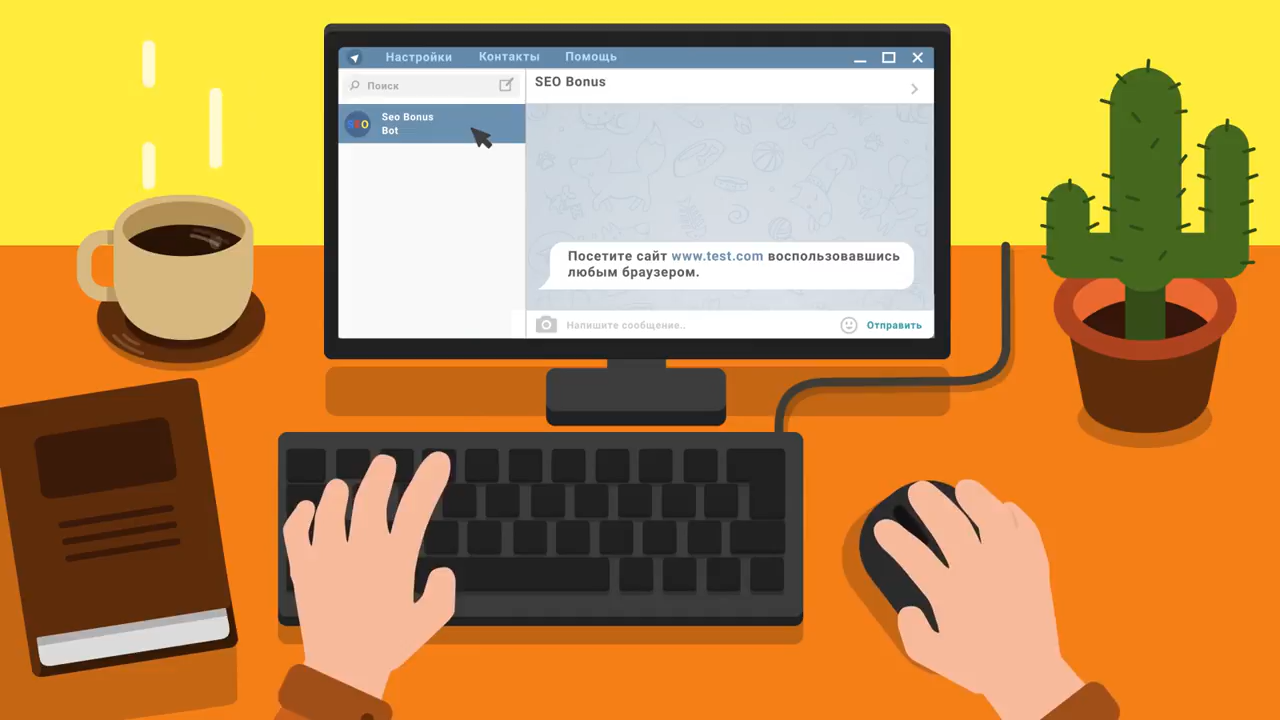 Настройки Контакты Помощь
Поиск
SEO Bonus
SEO
Seo Bonus
Bot
Посетите сайт www.test.com воспользовавшись
любым браузером.
Напишите сообщение..
Отправить